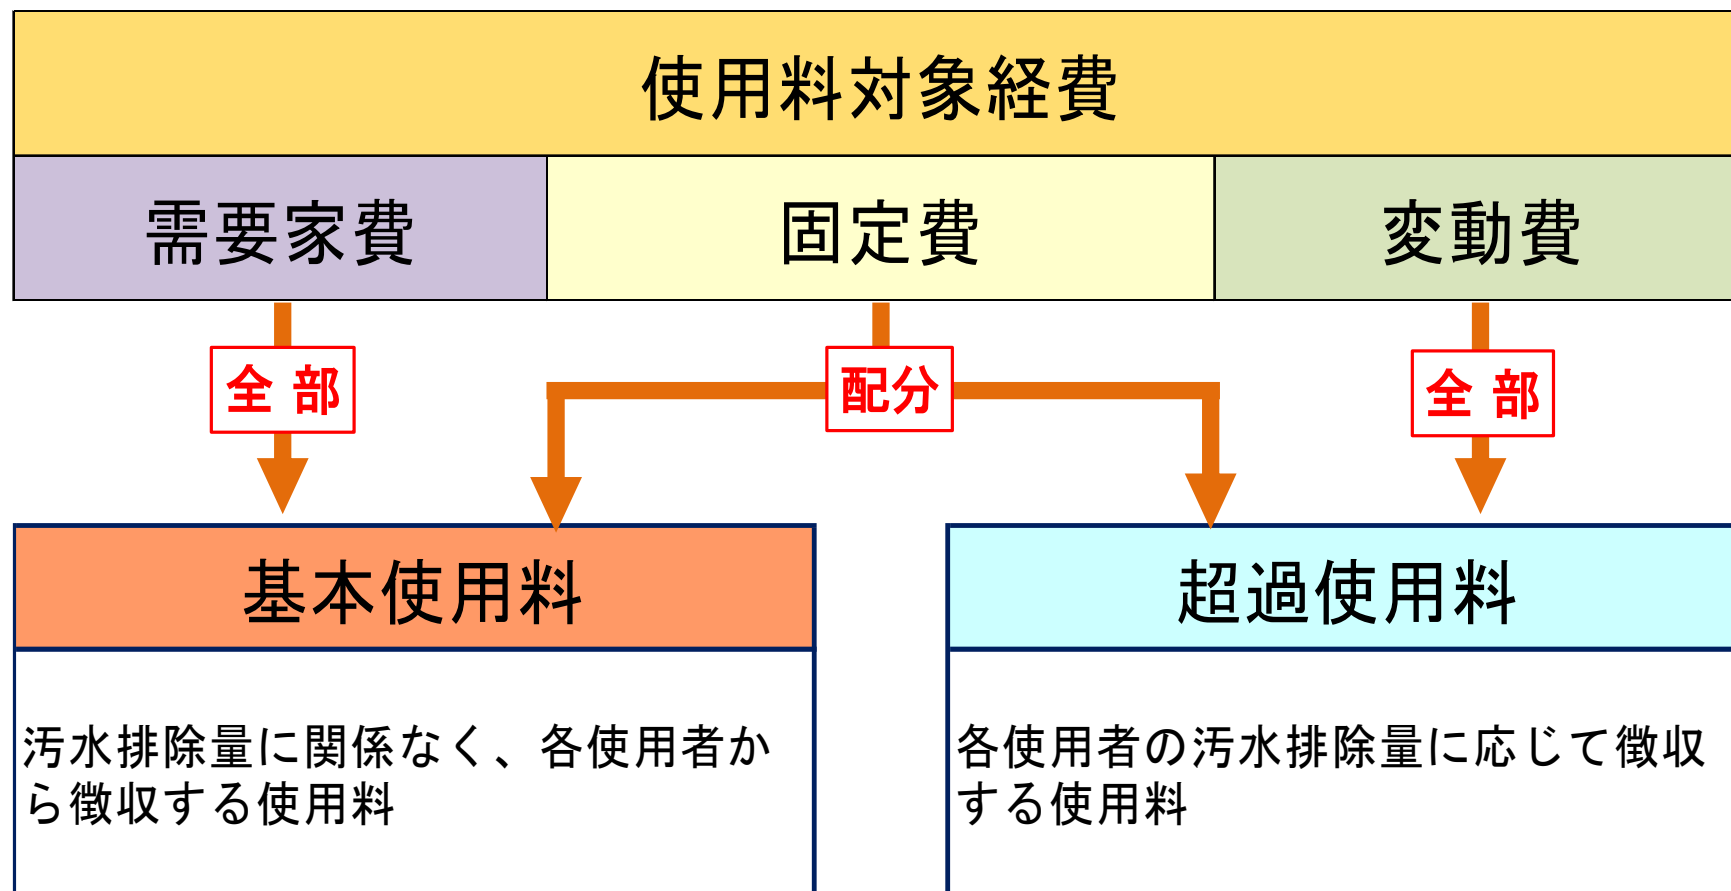 使用料対象経費
需要家費
固定費
変動費
全 部
配分
全 部
基本使用料
超過使用料
汚水排除量に関係なく、各使用者か
ら徴収する使用料
各使用者の汚水排除量に応じて徴収
する使用料